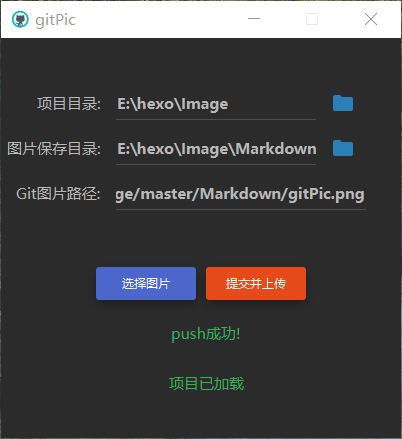 gitPic
项目目录: E:\hexo\Image
图片保存目录: E:\hexo\Image\Markdown
Git图片路径: ge/master/Markdown/gitPic.png
选择图片 提交并上传
push成功!
项目已加载